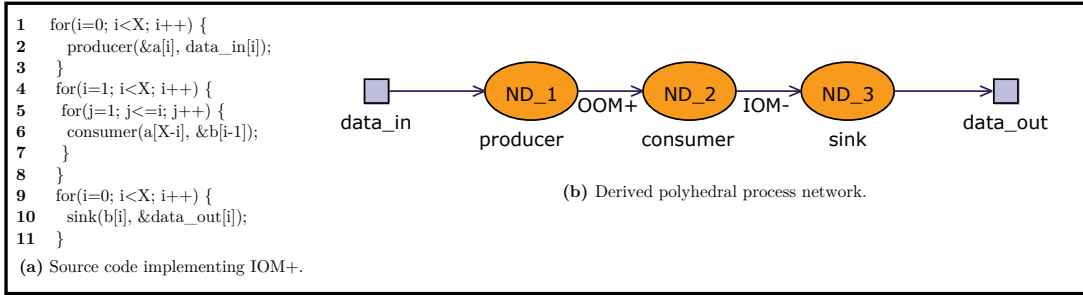 1 for(i=0; i<X; i++) {
2 producer(&a[i], data_in[i]);
3 }
4 for(i=1; i<X; i++) {
5 for(j=1; j<=i; j++) {
6 consumer(a[X-i], &b[i-1]);
7 }
8 }
9 for(i=0; i<X; i++) {
10 sink(b[i], &data_out[i]);
11 }
(a) Source code implementing IOM+.
ND_1 ND_2 ND_3
OOM+ IOM-
data_in data_out
producer consumer sink
(b) Derived polyhedral process network.